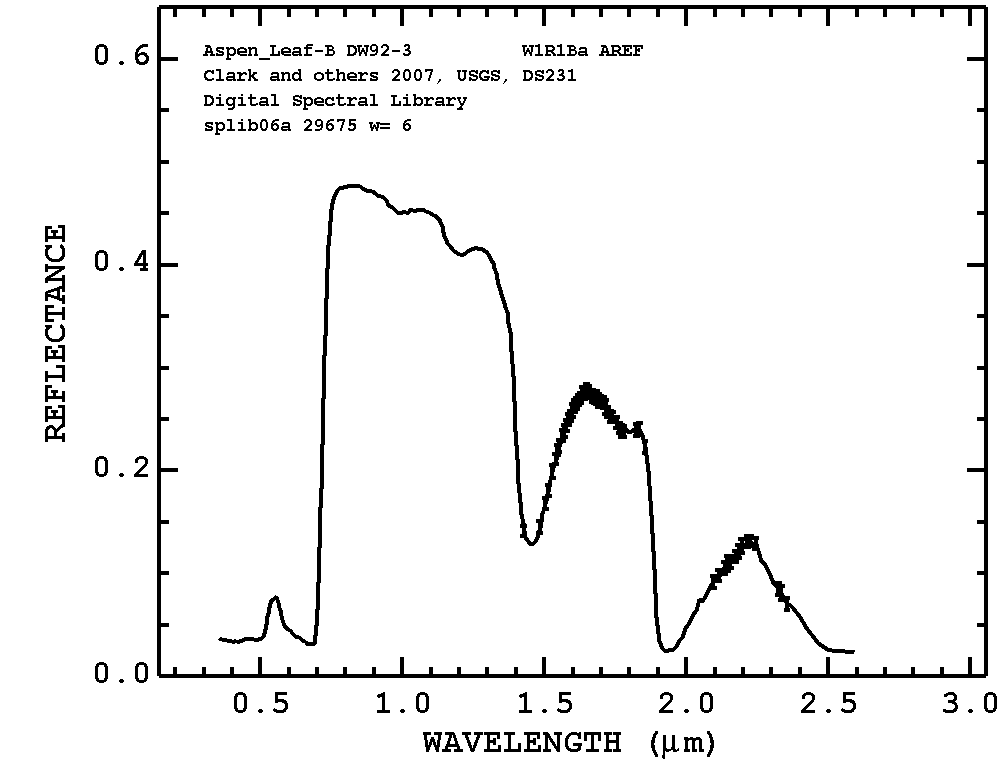 0.6
Aspen_Leaf-B DW92-3 W1R1Ba AREF
Clark and others 2007, USGS, DS231
Digital Spectral Library
splib06a 29675 w= 6
0.4
REFLECTANCE
0.2
0.0
0.5 1.0 1.5 2.0 2.5 3.0
WAVELENGTH (μm)